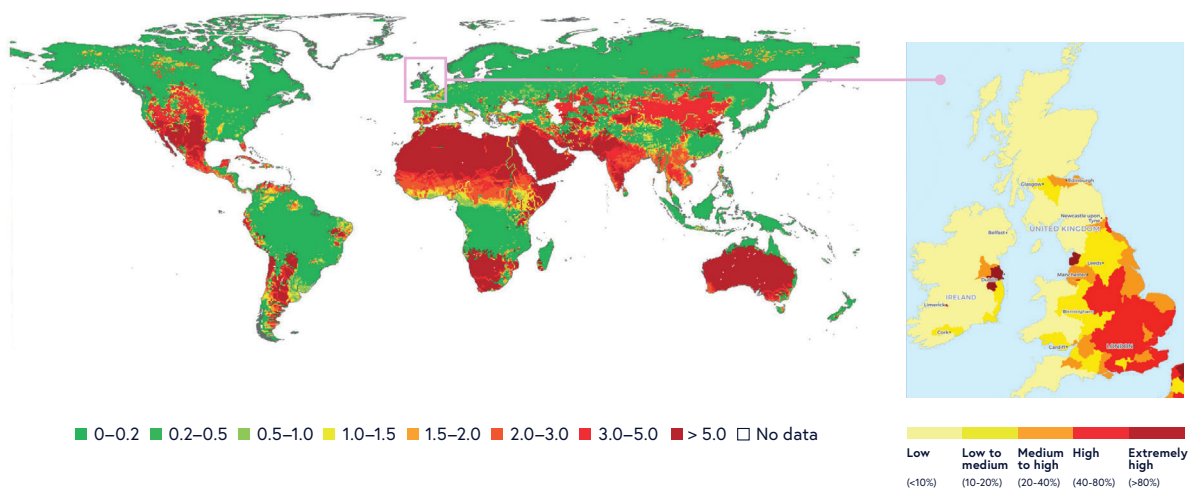 Glasgow
Edinburgh
Newcastle upon
Tyne
UNITED KINGDOM
Belfast
Leeds
Manchester
Dublin
IRELAND
Limerick
Birmingham
Cork
Cardiff
LONDON
0–0.2 0.2–0.5 0.5–1.0 1.0–1.5 1.5–2.0 2.0–3.0 3.0–5.0 > 5.0 No data
Low Low to Medium High Extremely
medium to high high
(<10%) (10-20%) (20-40%) (40-80%) (>80%)